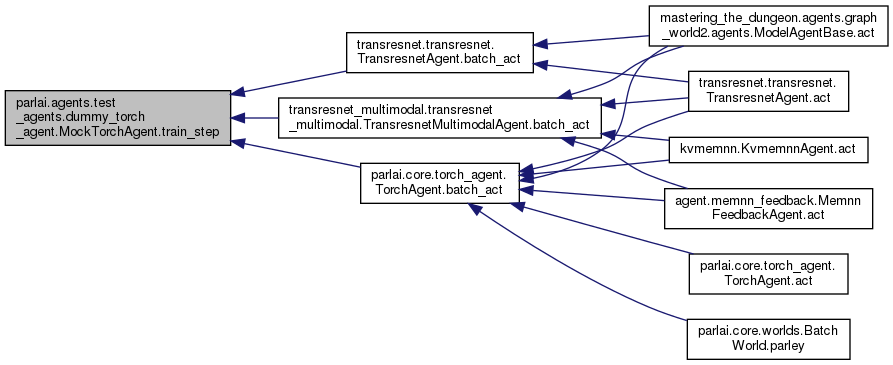 parlai.agents.test
_agents.dummy_torch
_agent.MockTorchAgent.train_step
transresnet.transresnet.
TransresnetAgent.batch_act
transresnet_multimodal.transresnet
_multimodal.TransresnetMultimodalAgent.batch_act
parlai.core.torch_agent.
TorchAgent.batch_act
mastering_the_dungeon.agents.graph
_world2.agents.ModelAgentBase.act
transresnet.transresnet.
TransresnetAgent.act
kvmemnn.KvmemnnAgent.act
agent.memnn_feedback.Memnn
FeedbackAgent.act
parlai.core.torch_agent.
TorchAgent.act
parlai.core.worlds.Batch
World.parley